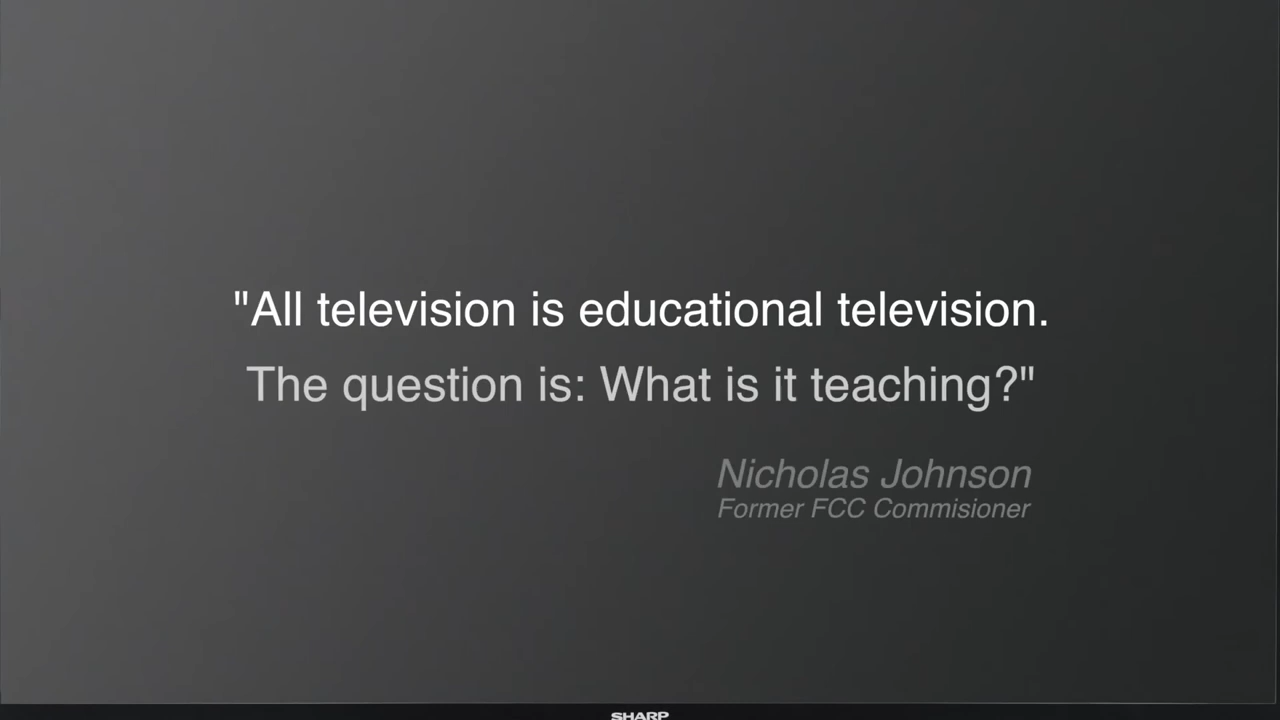 "All television is educational television.
The question is: What is it teaching?"
Nicholas Johnson
Former FCC Commisioner
SHARP